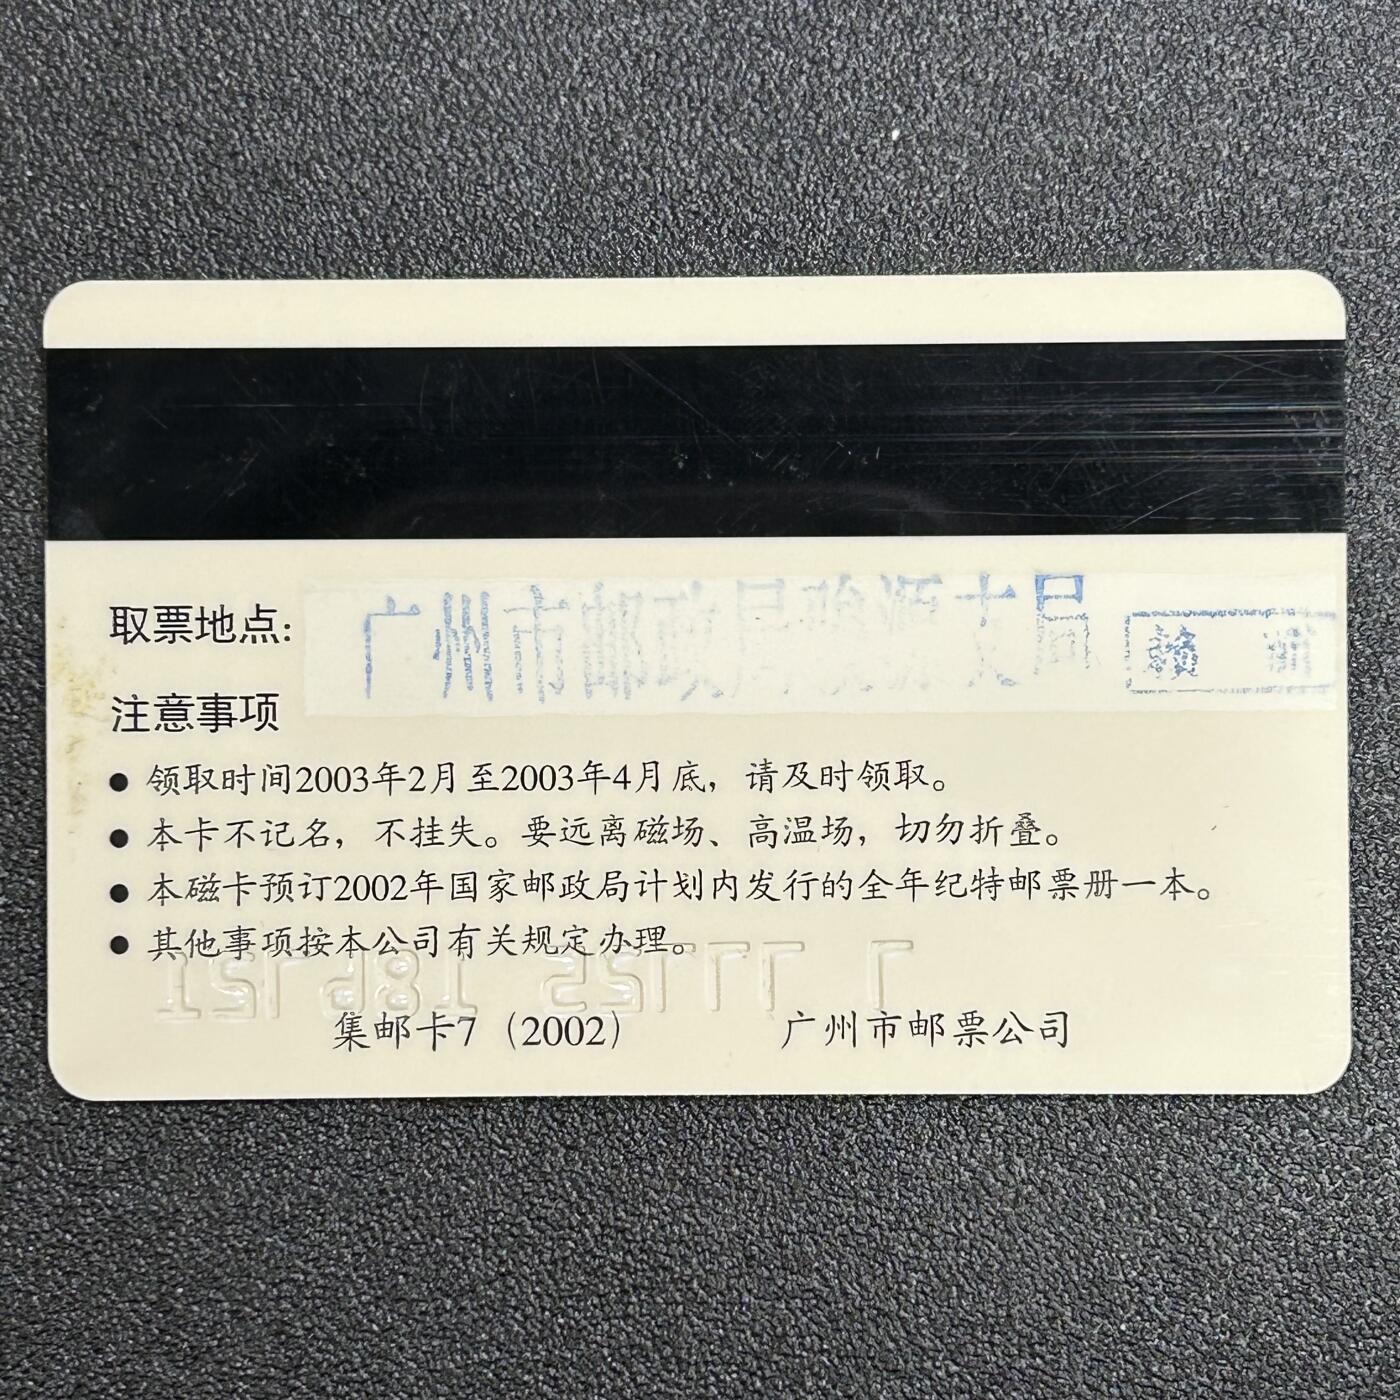 取票地点: 广州市邮政局
注意事项
● 领取时间2003年2月至2003年4月底，请及时领取。
● 本卡不记名，不挂失。要远离磁场、高温场，切勿折叠。
● 本磁卡预订2002年国家邮政局计划内发行的全年纪特邮票册一本。
● 其他事项按本公司有关规定办理。
集邮卡7（2002） 广州市邮票公司